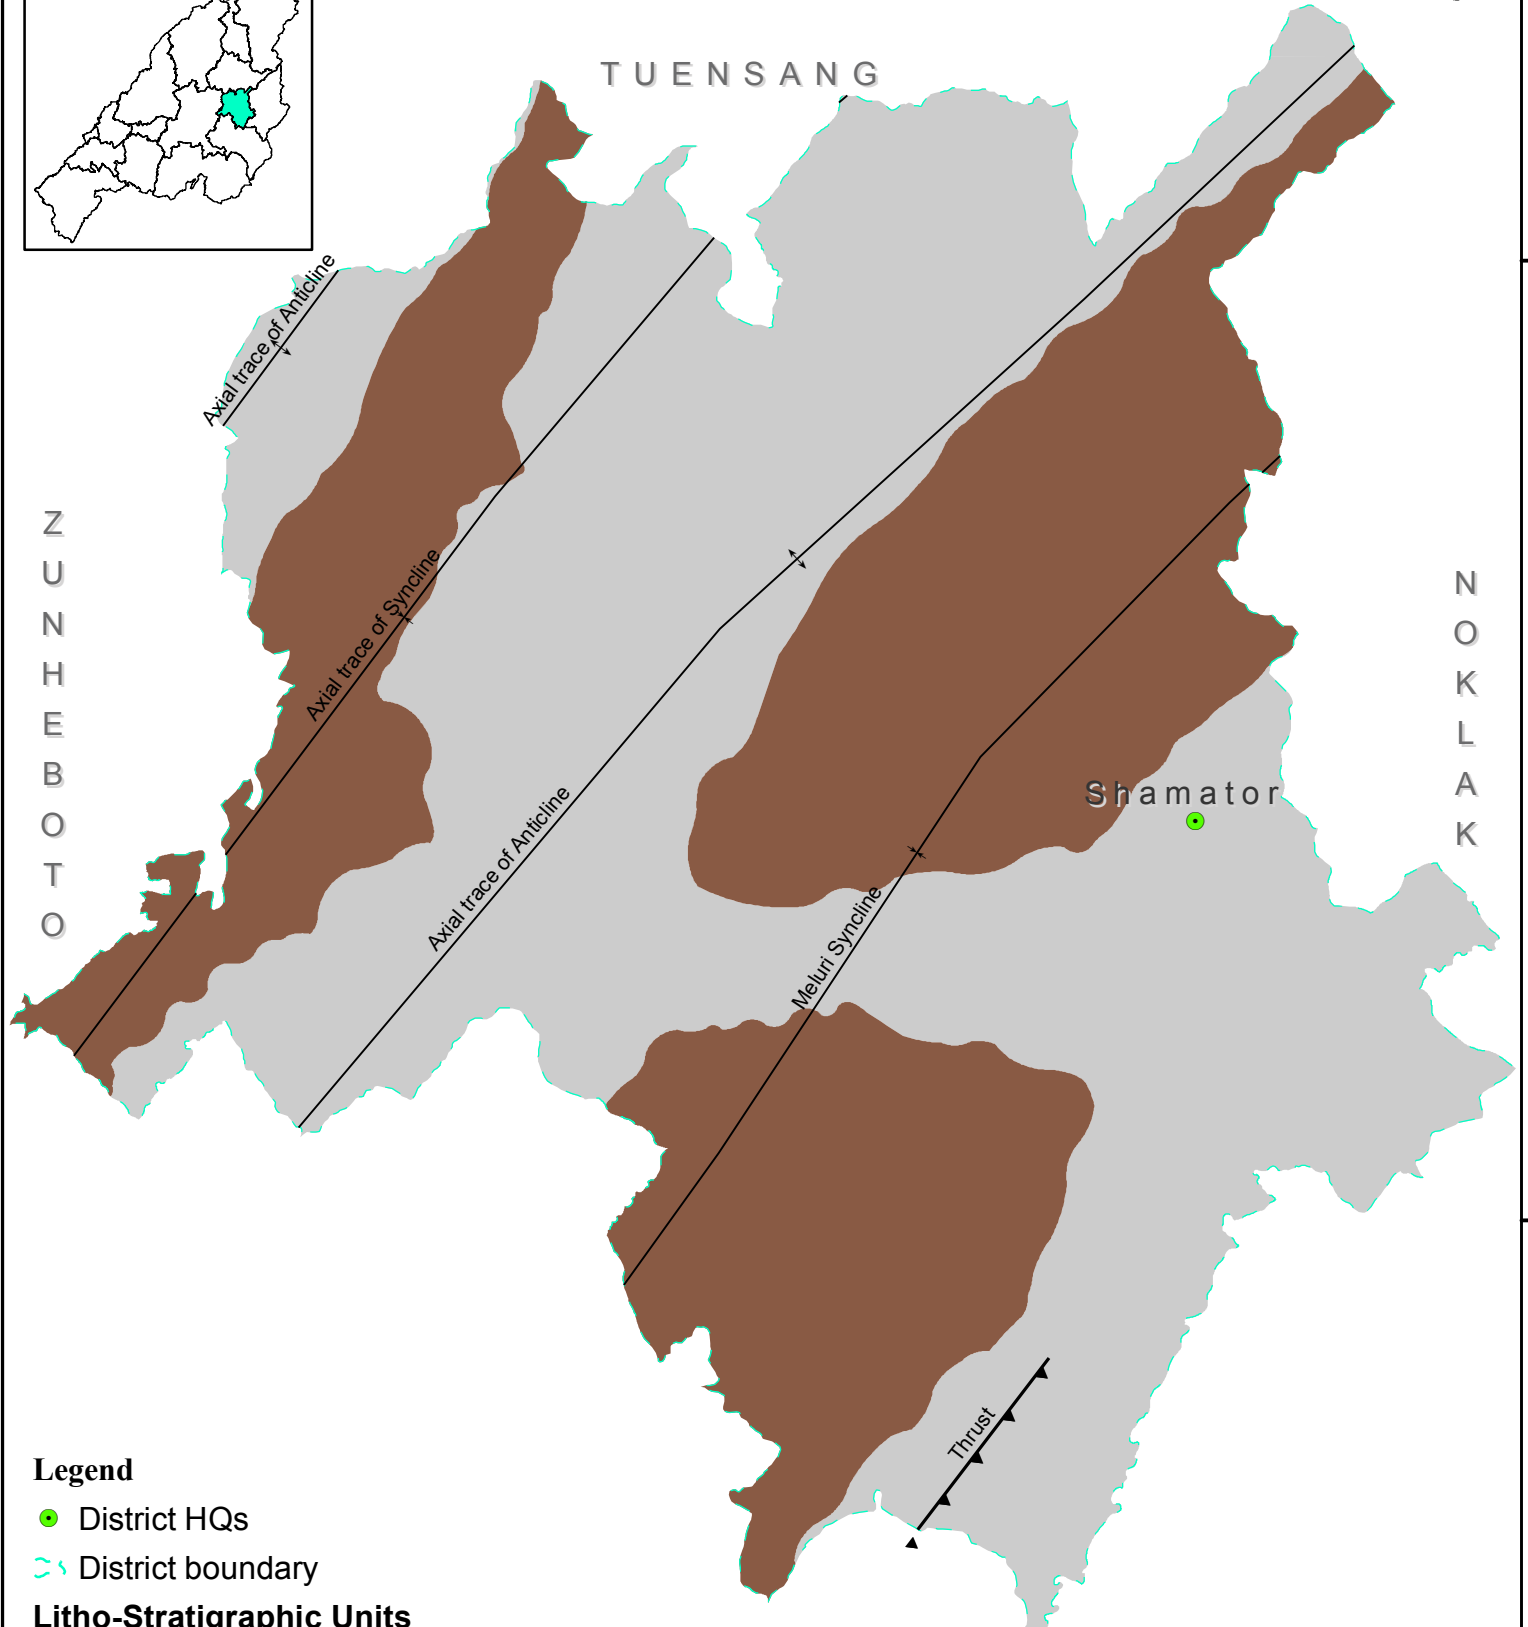 TUENSANG
Axial trace of Anticline
ZUNHEBOTO
NOKLAK
Axial trace of Syncline
Shamator
Axial trace of Anticline
Meluri Syncline
Thrust
Legend
District HQs
District boundary
Litho-Stratigraphic Units